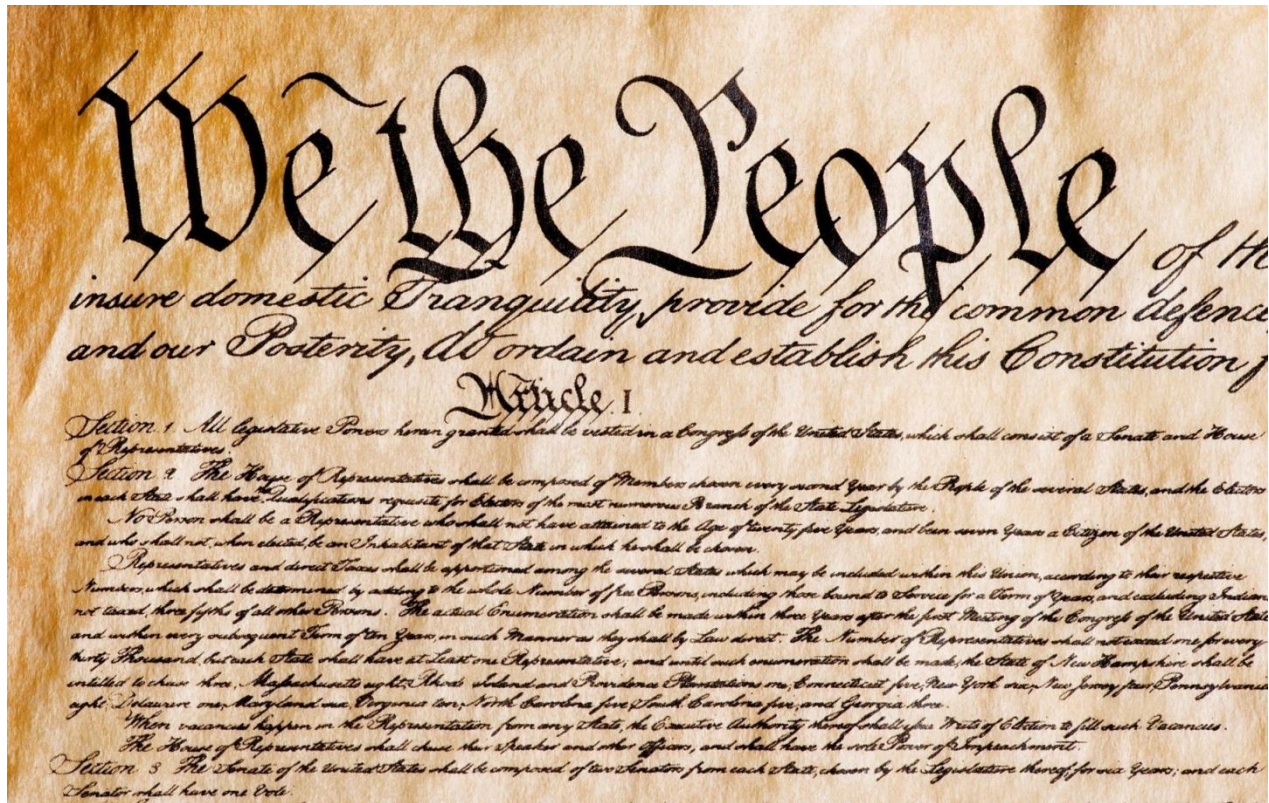 We the People of the
insure domestic Tranquility, provide for the common defence,
and our Posterity, do ordain and establish this Constitution f
Article. I.
Section 1 All legislative Powers herein granted shall be vested in a Congress of the United States, which shall consist of a Senate and House
of Representatives.
Section 2 The House of Representatives shall be composed of Members chosen every second Year by the People of the several States, and the Electors
in each State shall have Qualifications requisite for Electors of the most numerous Branch of the State Legislature.
No Person shall be a Representative who shall not have attained to the Age of twenty five Years, and been seven Years a Citizen of the United States,
and who shall not, when elected, be an Inhabitant of that State in which he shall be chosen.
Representatives and direct Taxes shall be apportioned among the several States which may be included within this Union, according to their respective
Numbers, which shall be determined by adding to the whole Number of free Persons, including those bound to Service for a Term of Years, and excluding Indians
not taxed, three fifths of all other Persons. The actual Enumeration shall be made within three Years after the first Meeting of the Congress of the United States
and within every subsequent Term of ten Years, in such Manner as they shall by Law direct. The Number of Representatives shall not exceed one for every
thirty Thousand, but each State shall have at Least one Representative; and until such enumeration shall be made, the State of New Hampshire shall be
entitled to chuse three, Massachusetts eight, Rhode Island and Providence Plantations one, Connecticut five, New York six, New Jersey four, Pennsylvania
eight, Delaware one, Maryland six, Virginia ten, North Carolina five, South Carolina five, and Georgia three.
When vacancies happen in the Representation from any State, the Executive Authority thereof shall issue Writs of Election to fill such Vacancies.
The House of Representatives shall chuse their Speaker and other Officers; and shall have the sole Power of Impeachment.
Section 3 The Senate of the United States shall be composed of two Senators from each State, chosen by the Legislature thereof, for six Years; and each
Senator shall have one Vote.